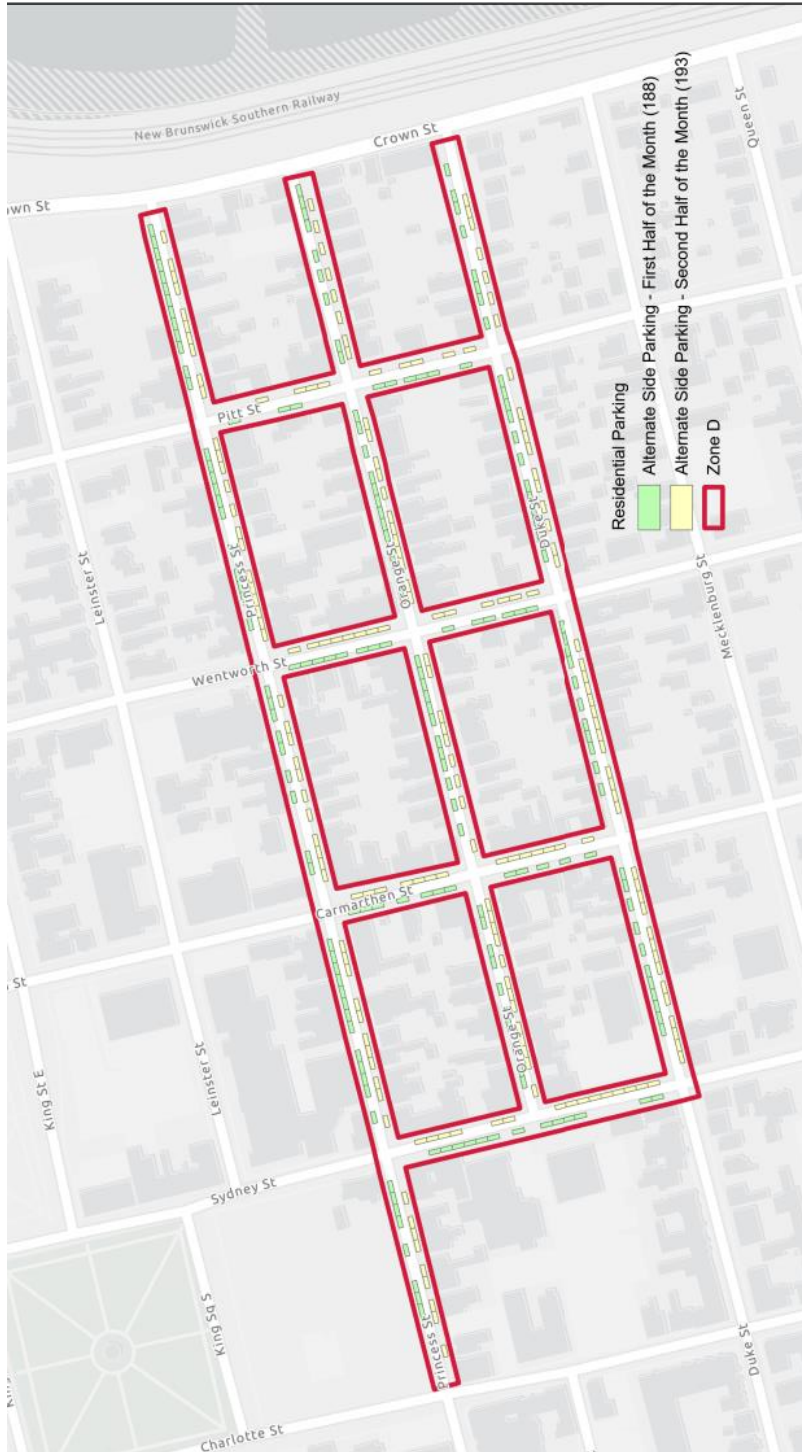 own St
New Brunswick Southern Railway
Crown St
Queen St
Leinster St
Pitt St
Princess St
Orange St
Duke St
Wentworth St
Mecklenburg St
Residential Parking
Alternate Side Parking - First Half of the Month (188)
Alternate Side Parking - Second Half of the Month (193)
Zone D
Carmarthen St
St
King St E
Leinster St
Orange St
Sydney St
King Sq S
Princess St
Charlotte St
Duke St